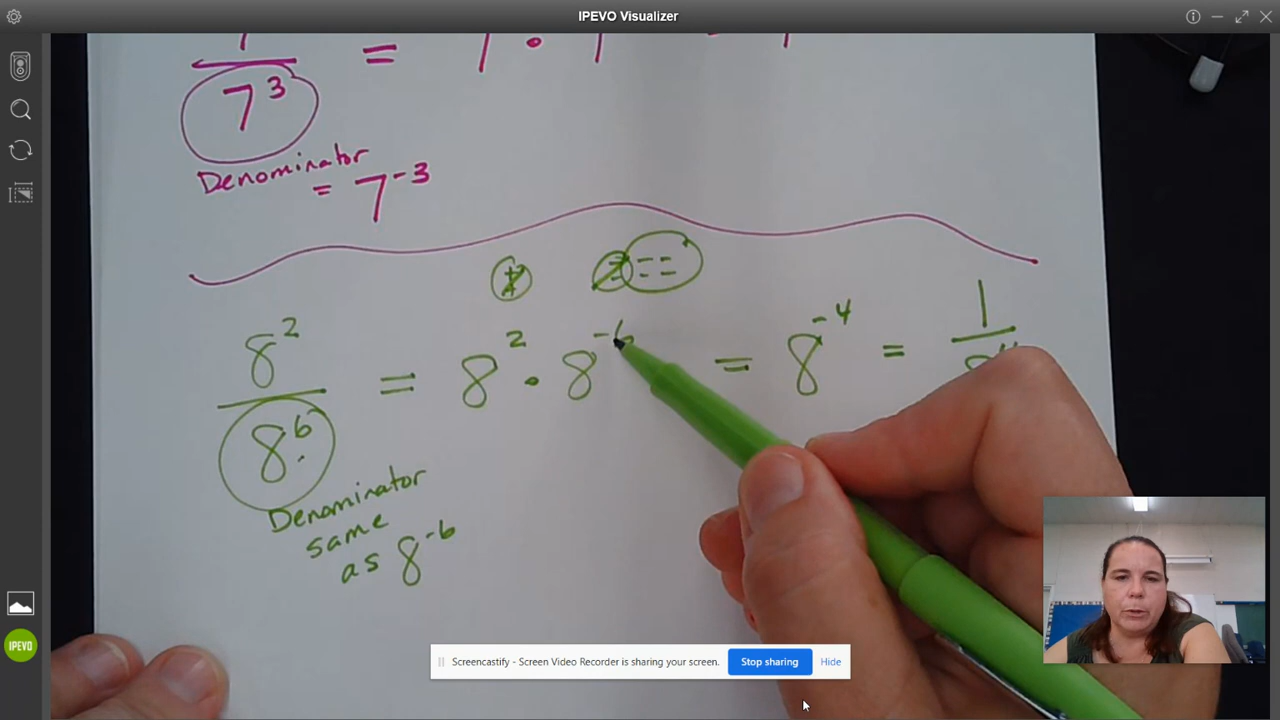 IPEVO Visualizer
7³ =
Denominator
= 7⁻³
8² / 8⁶ = 8² · 8⁻⁶ = 8⁻⁴ = 1 /
Denominator
same
as 8⁻⁶
IPEVO
Screencastify - Screen Video Recorder is sharing your screen. Stop sharing Hide